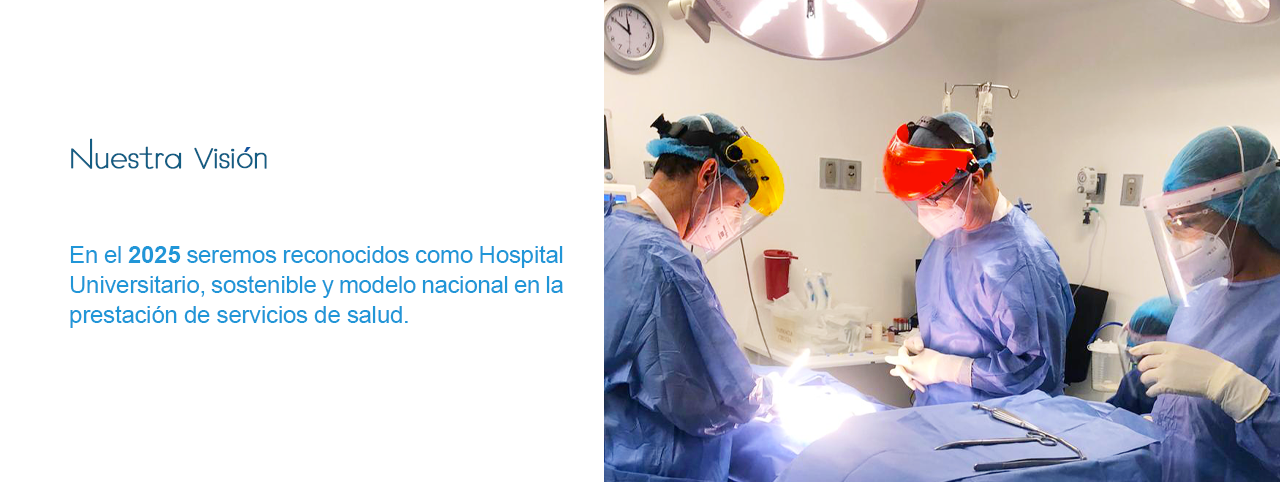 Nuestra Visión
En el 2025 seremos reconocidos como Hospital
Universitario, sostenible y modelo nacional en la
prestación de servicios de salud.